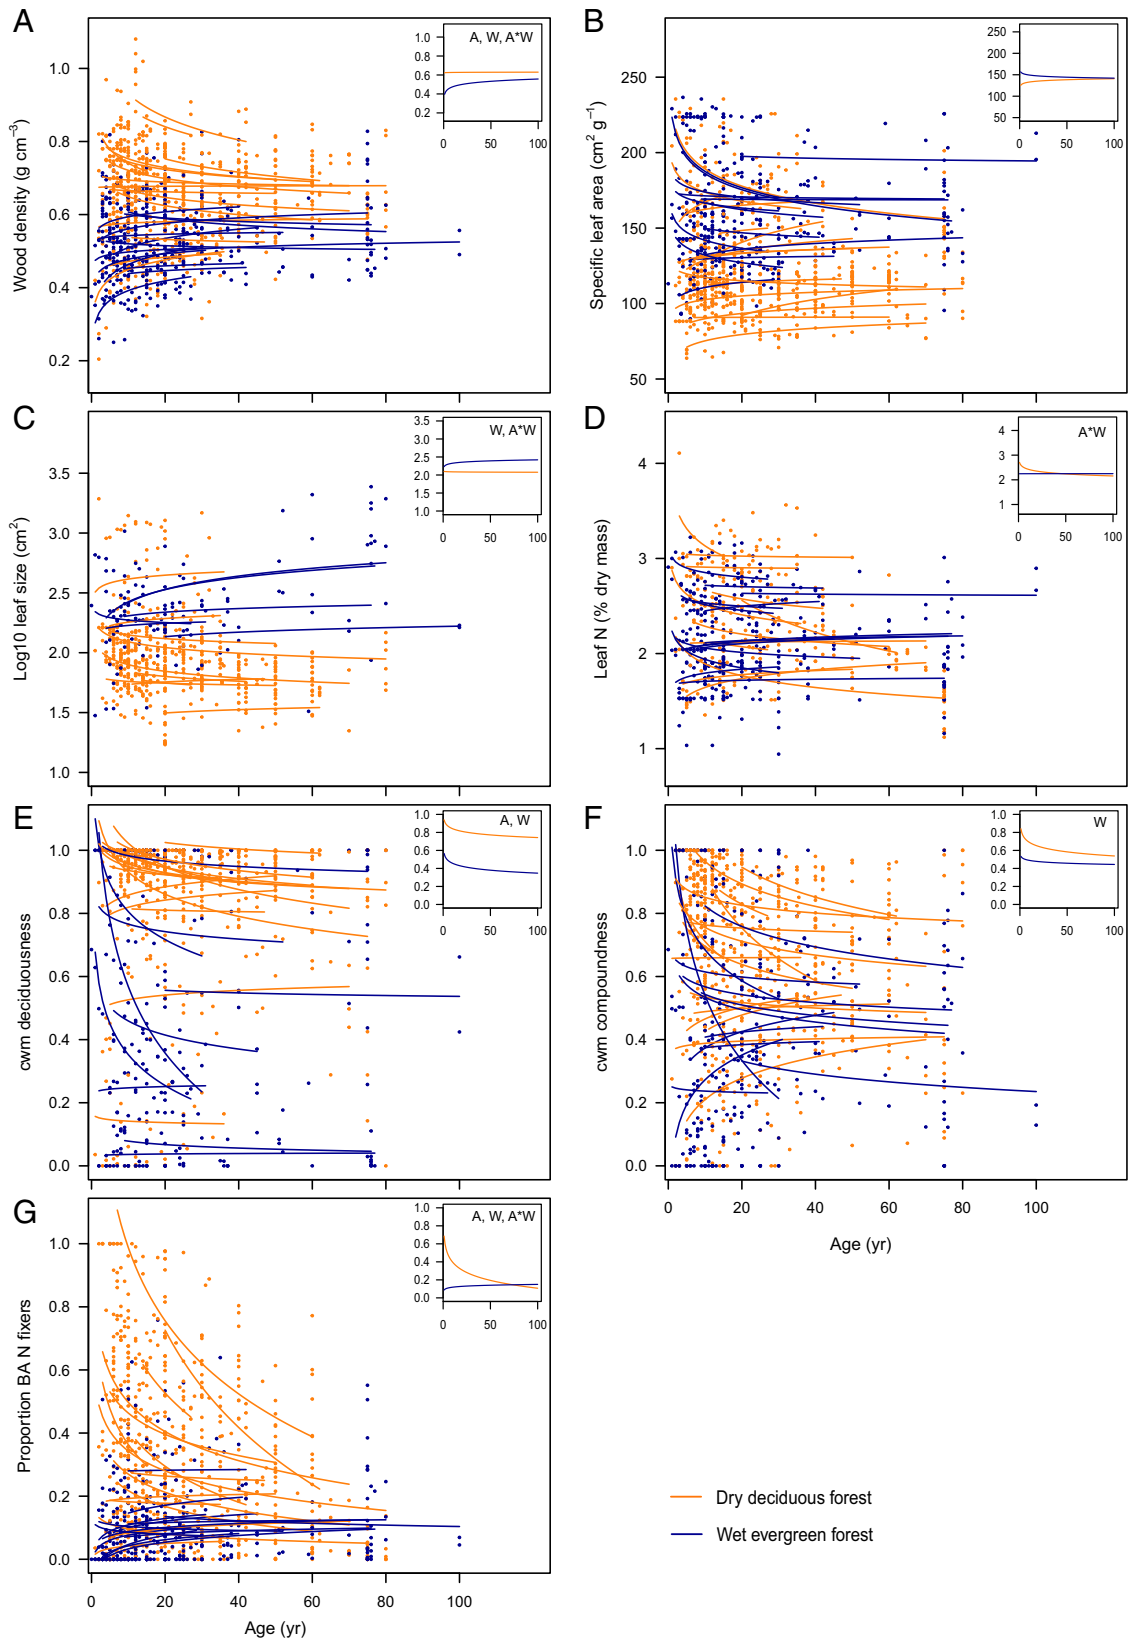 A
Wood density (g cm⁻³)
1.0
0.8
0.6
0.4
0.2
A, W, A*W
1.0
0.8
0.6
0.4
0.2
0 50 100
B
Specific leaf area (cm² g⁻¹)
250
200
150
100
50
250
200
150
100
50
0 50 100
C
Log10 leaf size (cm²)
3.5
3.0
2.5
2.0
1.5
1.0
W, A*W
3.5
3.0
2.5
2.0
1.5
1.0
0 50 100
D
Leaf N (% dry mass)
4
3
2
1
A*W
4
3
2
1
0 50 100
E
cwm deciduousness
1.0
0.8
0.6
0.4
0.2
0.0
A, W
1.0
0.8
0.6
0.4
0.2
0.0
0 50 100
F
cwm compoundness
1.0
0.8
0.6
0.4
0.2
0.0
W
1.0
0.8
0.6
0.4
0.2
0.0
0 50 100
0 20 40 60 80 100
Age (yr)
G
Proportion BA N fixers
1.0
0.8
0.6
0.4
0.2
0.0
A, W, A*W
1.0
0.8
0.6
0.4
0.2
0.0
0 50 100
0 20 40 60 80 100
Age (yr)
Dry deciduous forest
Wet evergreen forest